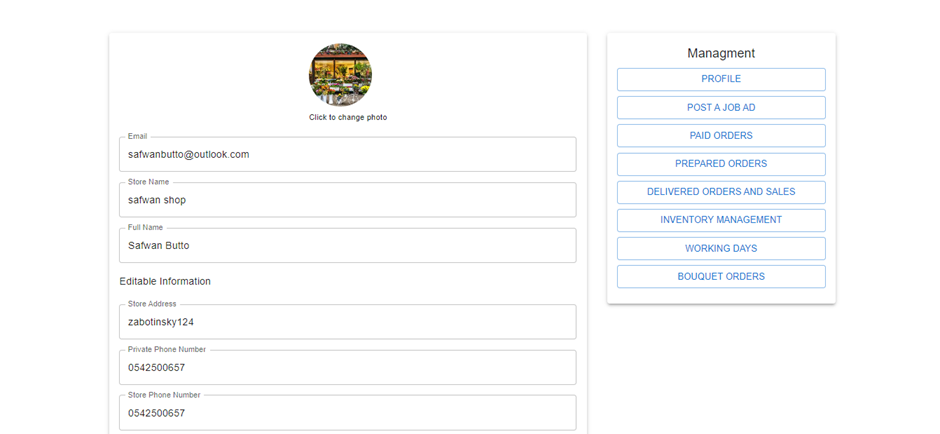 Click to change photo
Email
safwanbutto@outlook.com
Store Name
safwan shop
Full Name
Safwan Butto
Editable Information
Store Address
zabotinsky124
Private Phone Number
0542500657
Store Phone Number
0542500657
Managment
PROFILE
POST A JOB AD
PAID ORDERS
PREPARED ORDERS
DELIVERED ORDERS AND SALES
INVENTORY MANAGEMENT
WORKING DAYS
BOUQUET ORDERS